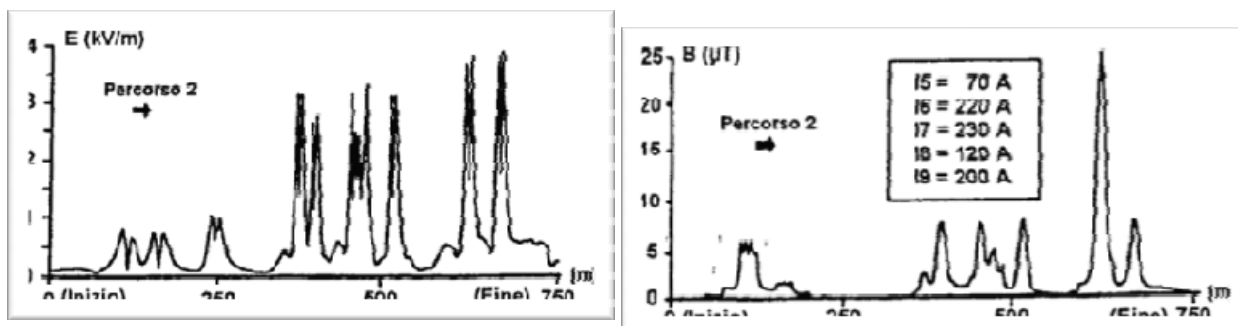 E (kV/m)
4
3
2
1
0
Percorso 2
0 (Inizio) 250 500 (Fine) 750 [m]
B (µT)
25
20
15
10
5
0
Percorso 2
I5 = 70 A
I6 = 220 A
I7 = 230 A
I8 = 120 A
I9 = 200 A
0 (Inizio) 250 500 (Fine) 750 [m]